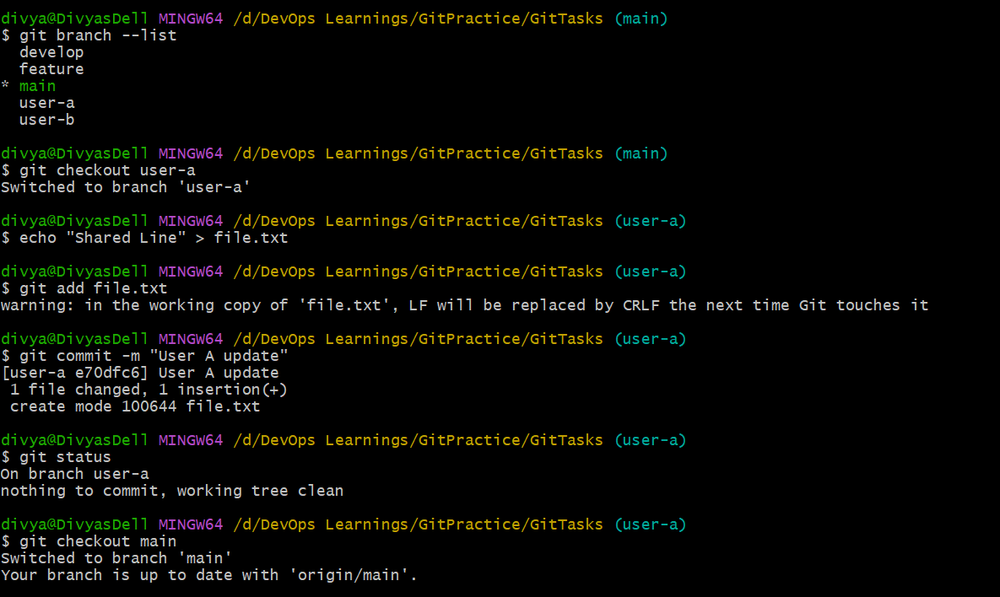 divya@DivyasDell MINGW64 /d/DevOps Learnings/GitPractice/GitTasks (main)
$ git branch --list
  develop
  feature
* main
  user-a
  user-b

divya@DivyasDell MINGW64 /d/DevOps Learnings/GitPractice/GitTasks (main)
$ git checkout user-a
Switched to branch 'user-a'

divya@DivyasDell MINGW64 /d/DevOps Learnings/GitPractice/GitTasks (user-a)
$ echo "Shared Line" > file.txt

divya@DivyasDell MINGW64 /d/DevOps Learnings/GitPractice/GitTasks (user-a)
$ git add file.txt
warning: in the working copy of 'file.txt', LF will be replaced by CRLF the next time Git touches it

divya@DivyasDell MINGW64 /d/DevOps Learnings/GitPractice/GitTasks (user-a)
$ git commit -m "User A update"
[user-a e70dfc6] User A update
 1 file changed, 1 insertion(+)
 create mode 100644 file.txt

divya@DivyasDell MINGW64 /d/DevOps Learnings/GitPractice/GitTasks (user-a)
$ git status
On branch user-a
nothing to commit, working tree clean

divya@DivyasDell MINGW64 /d/DevOps Learnings/GitPractice/GitTasks (user-a)
$ git checkout main
Switched to branch 'main'
Your branch is up to date with 'origin/main'.